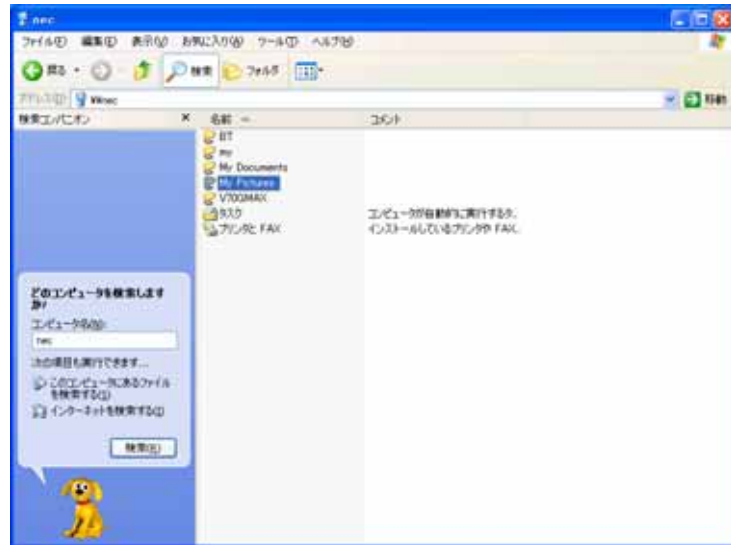 nec
ファイル(F) 編集(E) 表示(V) お気に入り(A) ツール(T) ヘルプ(H)
戻る 検索 フォルダ
アドレス(D) ¥¥nec 移動
検索コンパニオン × 名前 コメント
BT
my
My Documents
My Pictures
V70GMAX
タスク コンピュータが自動的に実行するタ..
プリンタと FAX インストールしているプリンタや FAX..
どのコンピュータを検索します
か?
コンピュータ名(N):
nec
次の項目も実行できます...
このコンピュータにあるファイル
を検索する(I)
インターネットを検索する(I)
検索(R)